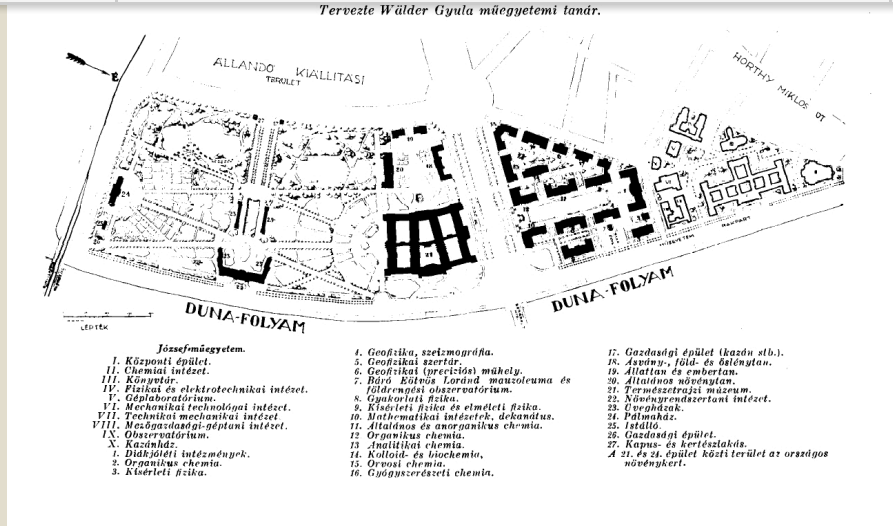 Tervezte Wälder Gyula műegyetemi tanár.
É
ÁLLANDÓ KIÁLLITÁSI
TERÜLET
HORTHY MIKLÓS ÚT
MŰEGYETEM RAKPART
DUNA-FOLYAM
DUNA-FOLYAM
LÉPTÉK
József-műegyetem.
I. Központi épület.
II. Chemiai intézet.
III. Könyvtár.
IV. Fizikai és elektrotechnikai intézet.
V. Géplaboratórium.
VI. Mechanikai technológai intézet.
VII. Technikai mechanikai intézet
VIII. Mezőgazdasági-géptani intézet.
IX. Obszervatórium.
X. Kazánház.
1. Diákjóléti intézmények.
2. Organikus chemia.
3. Kisérleti fizika.
4. Geofizika, szeizmográfia.
5. Geofizikai szertár.
6. Geofizikai (preciziós) műhely.
7. Báró Eötvös Loránd mauzoleuma és
földrengési obszervatórium.
8. Gyakorlati fizika.
9. Kisérleti fizika és elméleti fizika.
10. Mathematikai intézetek, dekanátus.
11. Általános és anorganikus chemia.
12 Organikus chemia.
13 Analitikai chemia.
14. Kolloid- és biochemia,
15. Orvosi chemia.
16. Gyógyszerészeti chemia.
17. Gazdasági épület (kazán stb.).
18. Ásvány-, föld- és őslénytan.
19. Állattan és embertan.
20. Általános növénytan.
21. Természetrajzi múzeum.
22. Növényrendszertani intézet.
23. Üvegházak.
24. Pálmaház.
25. Istálló.
26. Gazdasági épület.
27. Kapus- és kertészlakás.
A 21. és 24. épület közti terület az országos
növénykert.